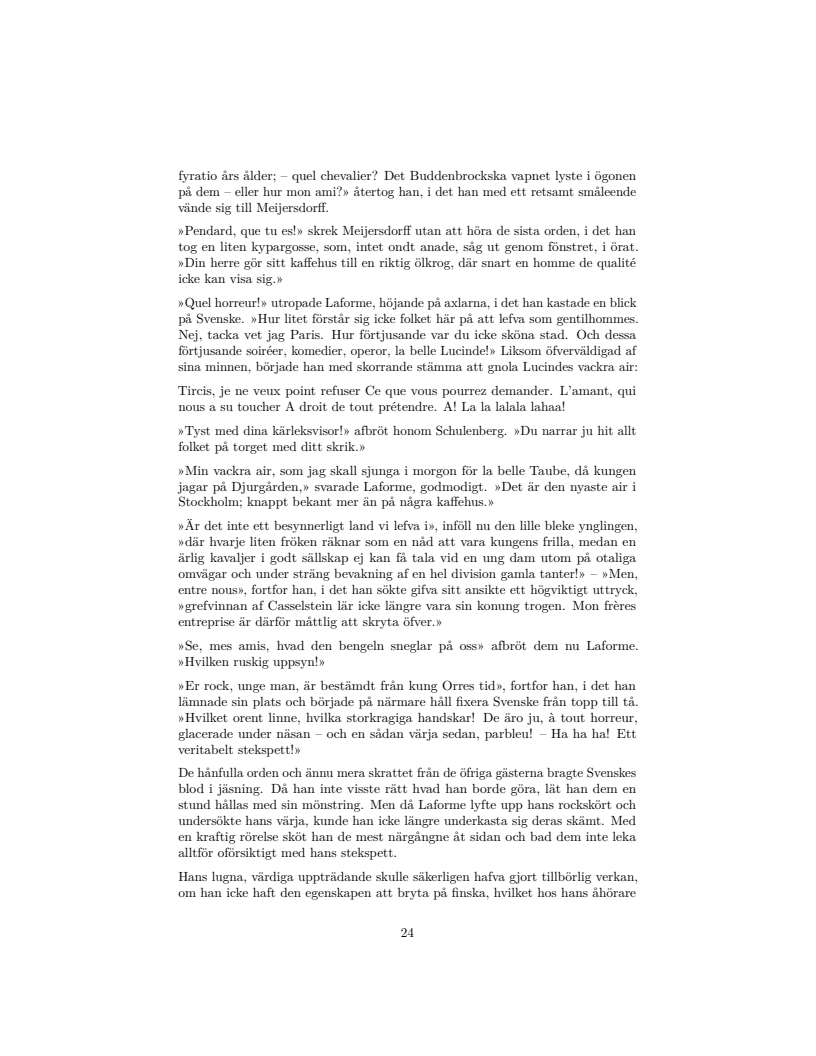 fyratio års ålder; – quel chevalier? Det Buddenbrockska vapnet lyste i ögonen
på dem – eller hur mon ami?» återtog han, i det han med ett retsamt småleende
vände sig till Meijersdorff.
»Pendard, que tu es!» skrek Meijersdorff utan att höra de sista orden, i det han
tog en liten kypargosse, som, intet ondt anade, såg ut genom fönstret, i örat.
»Din herre gör sitt kaffehus till en riktig ölkrog, där snart en homme de qualité
icke kan visa sig.»
»Quel horreur!» utropade Laforme, höjande på axlarna, i det han kastade en blick
på Svenske. »Hur litet förstår sig icke folket här på att lefva som gentilhommes.
Nej, tacka vet jag Paris. Hur förtjusande var du icke sköna stad. Och dessa
förtjusande soiréer, komedier, operor, la belle Lucinde!» Liksom öfverväldigad af
sina minnen, började han med skorrande stämma att gnola Lucindes vackra air:
Tircis, je ne veux point refuser Ce que vous pourrez demander. L'amant, qui
nous a su toucher A droit de tout prétendre. A! La la lalala lahaa!
»Tyst med dina kärleksvisor!» afbröt honom Schulenberg. »Du narrar ju hit allt
folket på torget med ditt skrik.»
»Min vackra air, som jag skall sjunga i morgon för la belle Taube, då kungen
jagar på Djurgården,» svarade Laforme, godmodigt. »Det är den nyaste air i
Stockholm; knappt bekant mer än på några kaffehus.»
»Är det inte ett besynnerligt land vi lefva i», inföll nu den lille bleke ynglingen,
»där hvarje liten fröken räknar som en nåd att vara kungens frilla, medan en
ärlig kavaljer i godt sällskap ej kan få tala vid en ung dam utom på otaliga
omvägar och under sträng bevakning af en hel division gamla tanter!» – »Men,
entre nous», fortfor han, i det han sökte gifva sitt ansikte ett högviktigt uttryck,
»grefvinnan af Casselstein lär icke längre vara sin konung trogen. Mon frères
entreprise är därför måttlig att skryta öfver.»
»Se, mes amis, hvad den bengeln sneglar på oss» afbröt dem nu Laforme.
»Hvilken ruskig uppsyn!»
»Er rock, unge man, är bestämdt från kung Orres tid», fortfor han, i det han
lämnade sin plats och började på närmare håll fixera Svenske från topp till tå.
»Hvilket orent linne, hvilka storkragiga handskar! De äro ju, à tout horreur,
glacerade under näsan – och en sådan värja sedan, parbleu! – Ha ha ha! Ett
veritabelt stekspett!»
De hånfulla orden och ännu mera skrattet från de öfriga gästerna bragte Svenskes
blod i jäsning. Då han inte visste rätt hvad han borde göra, lät han dem en
stund hållas med sin mönstring. Men då Laforme lyfte upp hans rockskört och
undersökte hans värja, kunde han icke längre underkasta sig deras skämt. Med
en kraftig rörelse sköt han de mest närgångne åt sidan och bad dem inte leka
alltför oförsiktigt med hans stekspett.
Hans lugna, värdiga uppträdande skulle säkerligen hafva gjort tillbörlig verkan,
om han icke haft den egenskapen att bryta på finska, hvilket hos hans åhörare
24